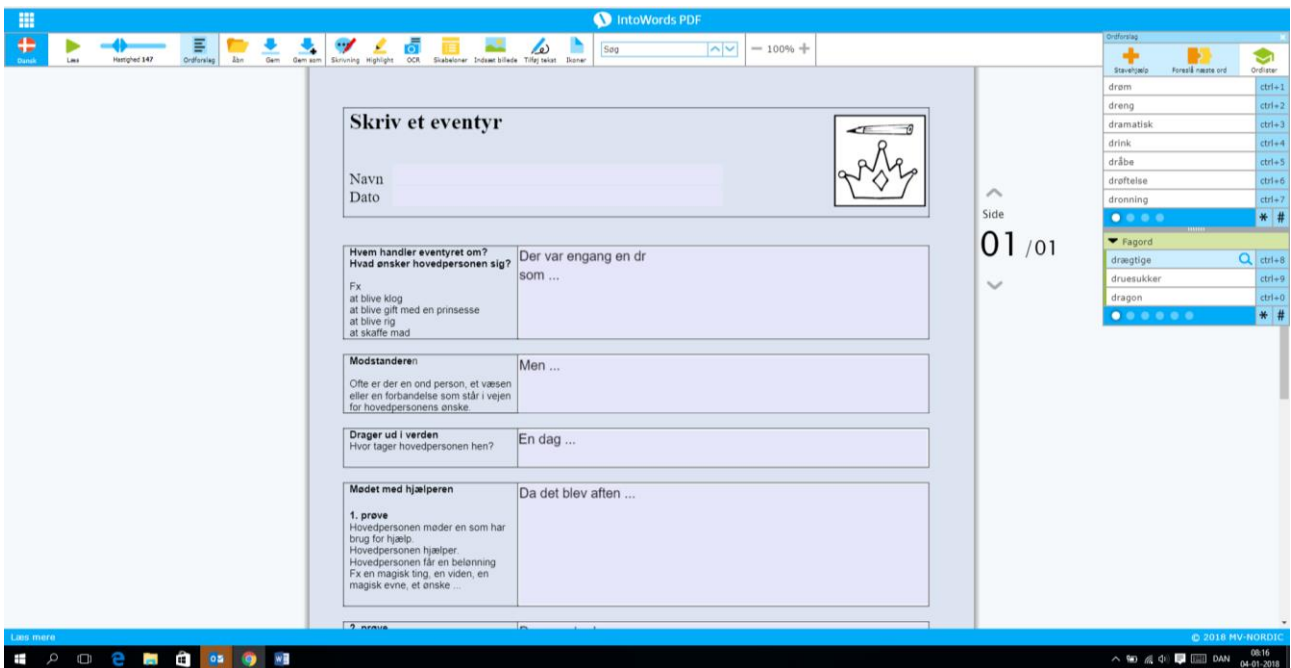 IntoWords PDF
Dansk
Læs
Hastighed 147
Ordforslag
Åbn
Gem
Gem som
Skrivning
Highlight
OCR
Skabeloner
Indsæt billede
Tilføj tekst
Ikoner
Søg
100%
Skriv et eventyr
Navn
Dato
Hvem handler eventyret om?
Hvad ønsker hovedpersonen sig?
Fx
at blive klog
at blive gift med en prinsesse
at blive rig
at skaffe mad
Der var engang en dr
som ...
Modstanderen
Ofte er der en ond person, et væsen
eller en forbandelse som står i vejen
for hovedpersonens ønske.
Men ...
Drager ud i verden
Hvor tager hovedpersonen hen?
En dag ...
Mødet med hjælperen
1. prøve
Hovedpersonen møder en som har
brug for hjælp.
Hovedpersonen hjælper.
Hovedpersonen får en belønning
Fx en magisk ting, en viden, en
magisk evne, et ønske ...
Da det blev aften ...
2. prøve
Side
01 /01
Ordforslag
Stavehjælp
Foreslå næste ord
Ordlister
drøm ctrl+1
dreng ctrl+2
dramatisk ctrl+3
drink ctrl+4
dråbe ctrl+5
drøftelse ctrl+6
dronning ctrl+7
* #
Fagord
drægtige ctrl+8
druesukker ctrl+9
dragon ctrl+0
* #
Læs mere
© 2018 MV-NORDIC
DAN
08:16
04-01-2018